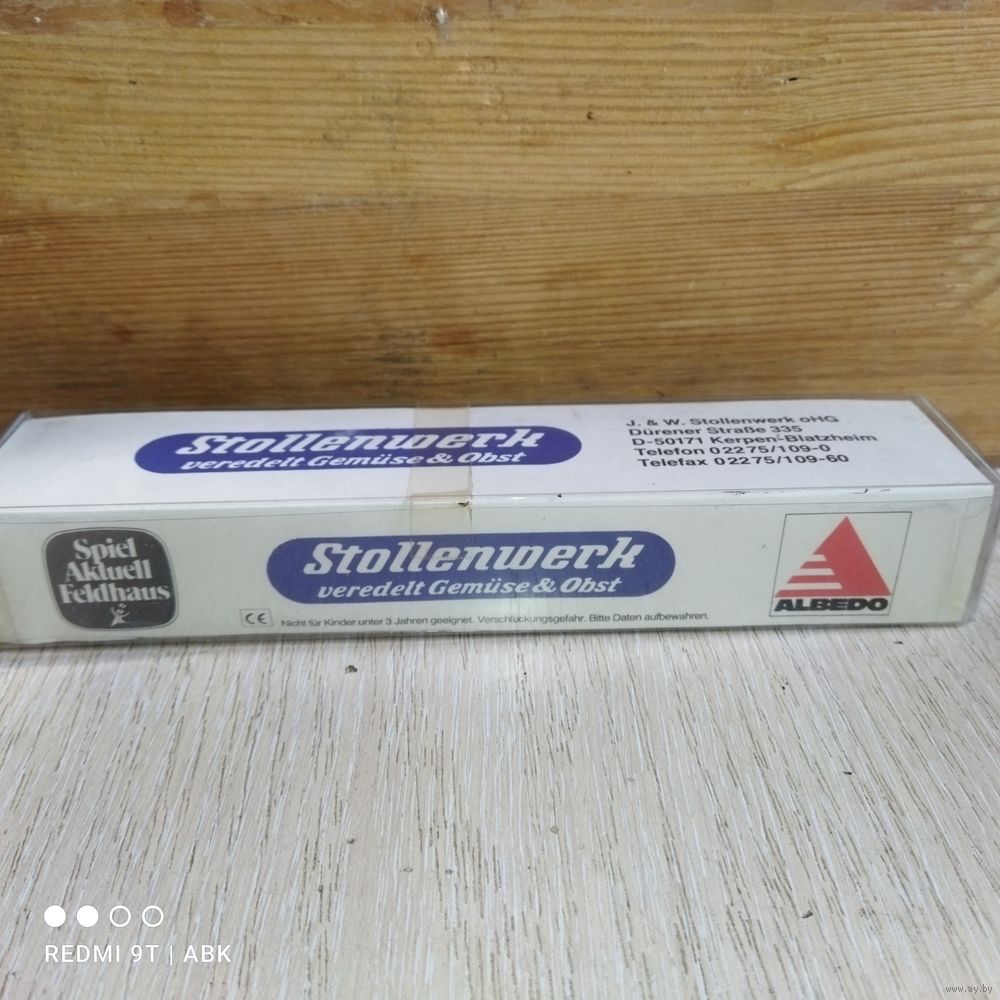 Stollenwerk
veredelt Gemüse & Obst
J. & W. Stollenwerk oHG
Dürener Straße 335
D-50171 Kerpen-Blatzheim
Telefon 02275/109-0
Telefax 02275/109-60
Spiel
Aktuell
Feldhaus
Stollenwerk
veredelt Gemüse & Obst
CE Nicht für Kinder unter 3 Jahren geeignet. Verschluckungsgefahr. Bitte Daten aufbewahren.
ALBEDO
REDMI 9T | ABK
www.ay.by